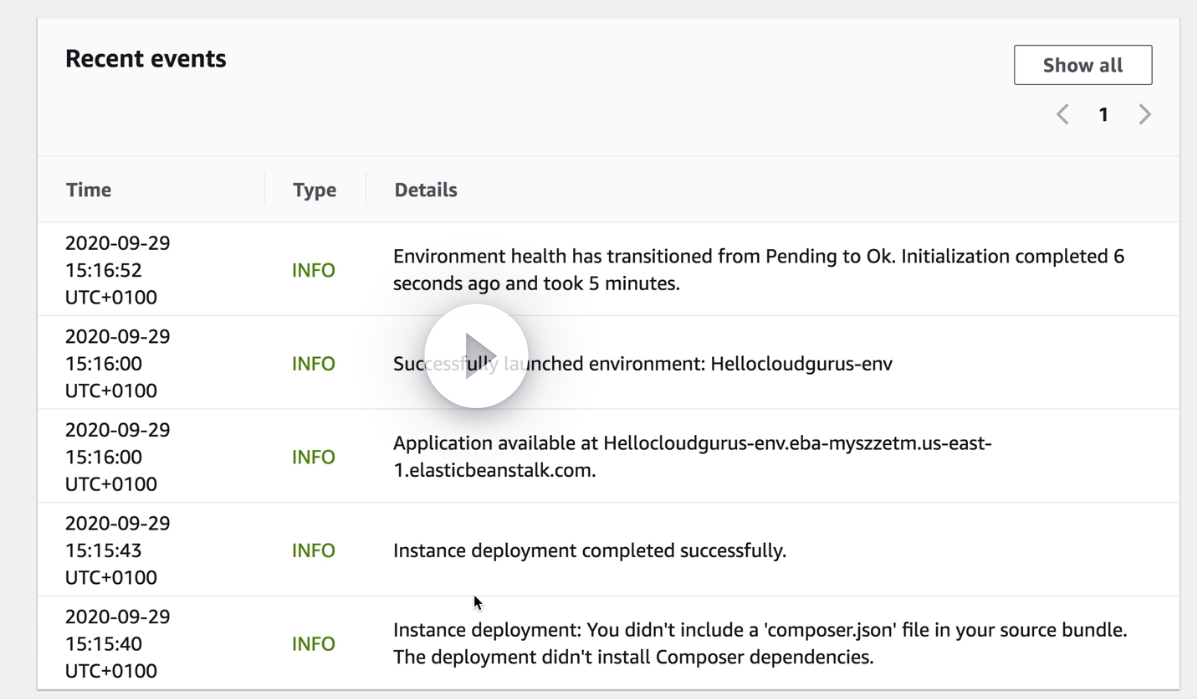 Recent events
Show all
1
Time Type Details
2020-09-29
15:16:52
UTC+0100
INFO
Environment health has transitioned from Pending to Ok. Initialization completed 6
seconds ago and took 5 minutes.
2020-09-29
15:16:00
UTC+0100
INFO
Successfully launched environment: Hellocloudgurus-env
2020-09-29
15:16:00
UTC+0100
INFO
Application available at Hellocloudgurus-env.eba-myszzetm.us-east-
1.elasticbeanstalk.com.
2020-09-29
15:15:43
UTC+0100
INFO
Instance deployment completed successfully.
2020-09-29
15:15:40
UTC+0100
INFO
Instance deployment: You didn't include a 'composer.json' file in your source bundle.
The deployment didn't install Composer dependencies.